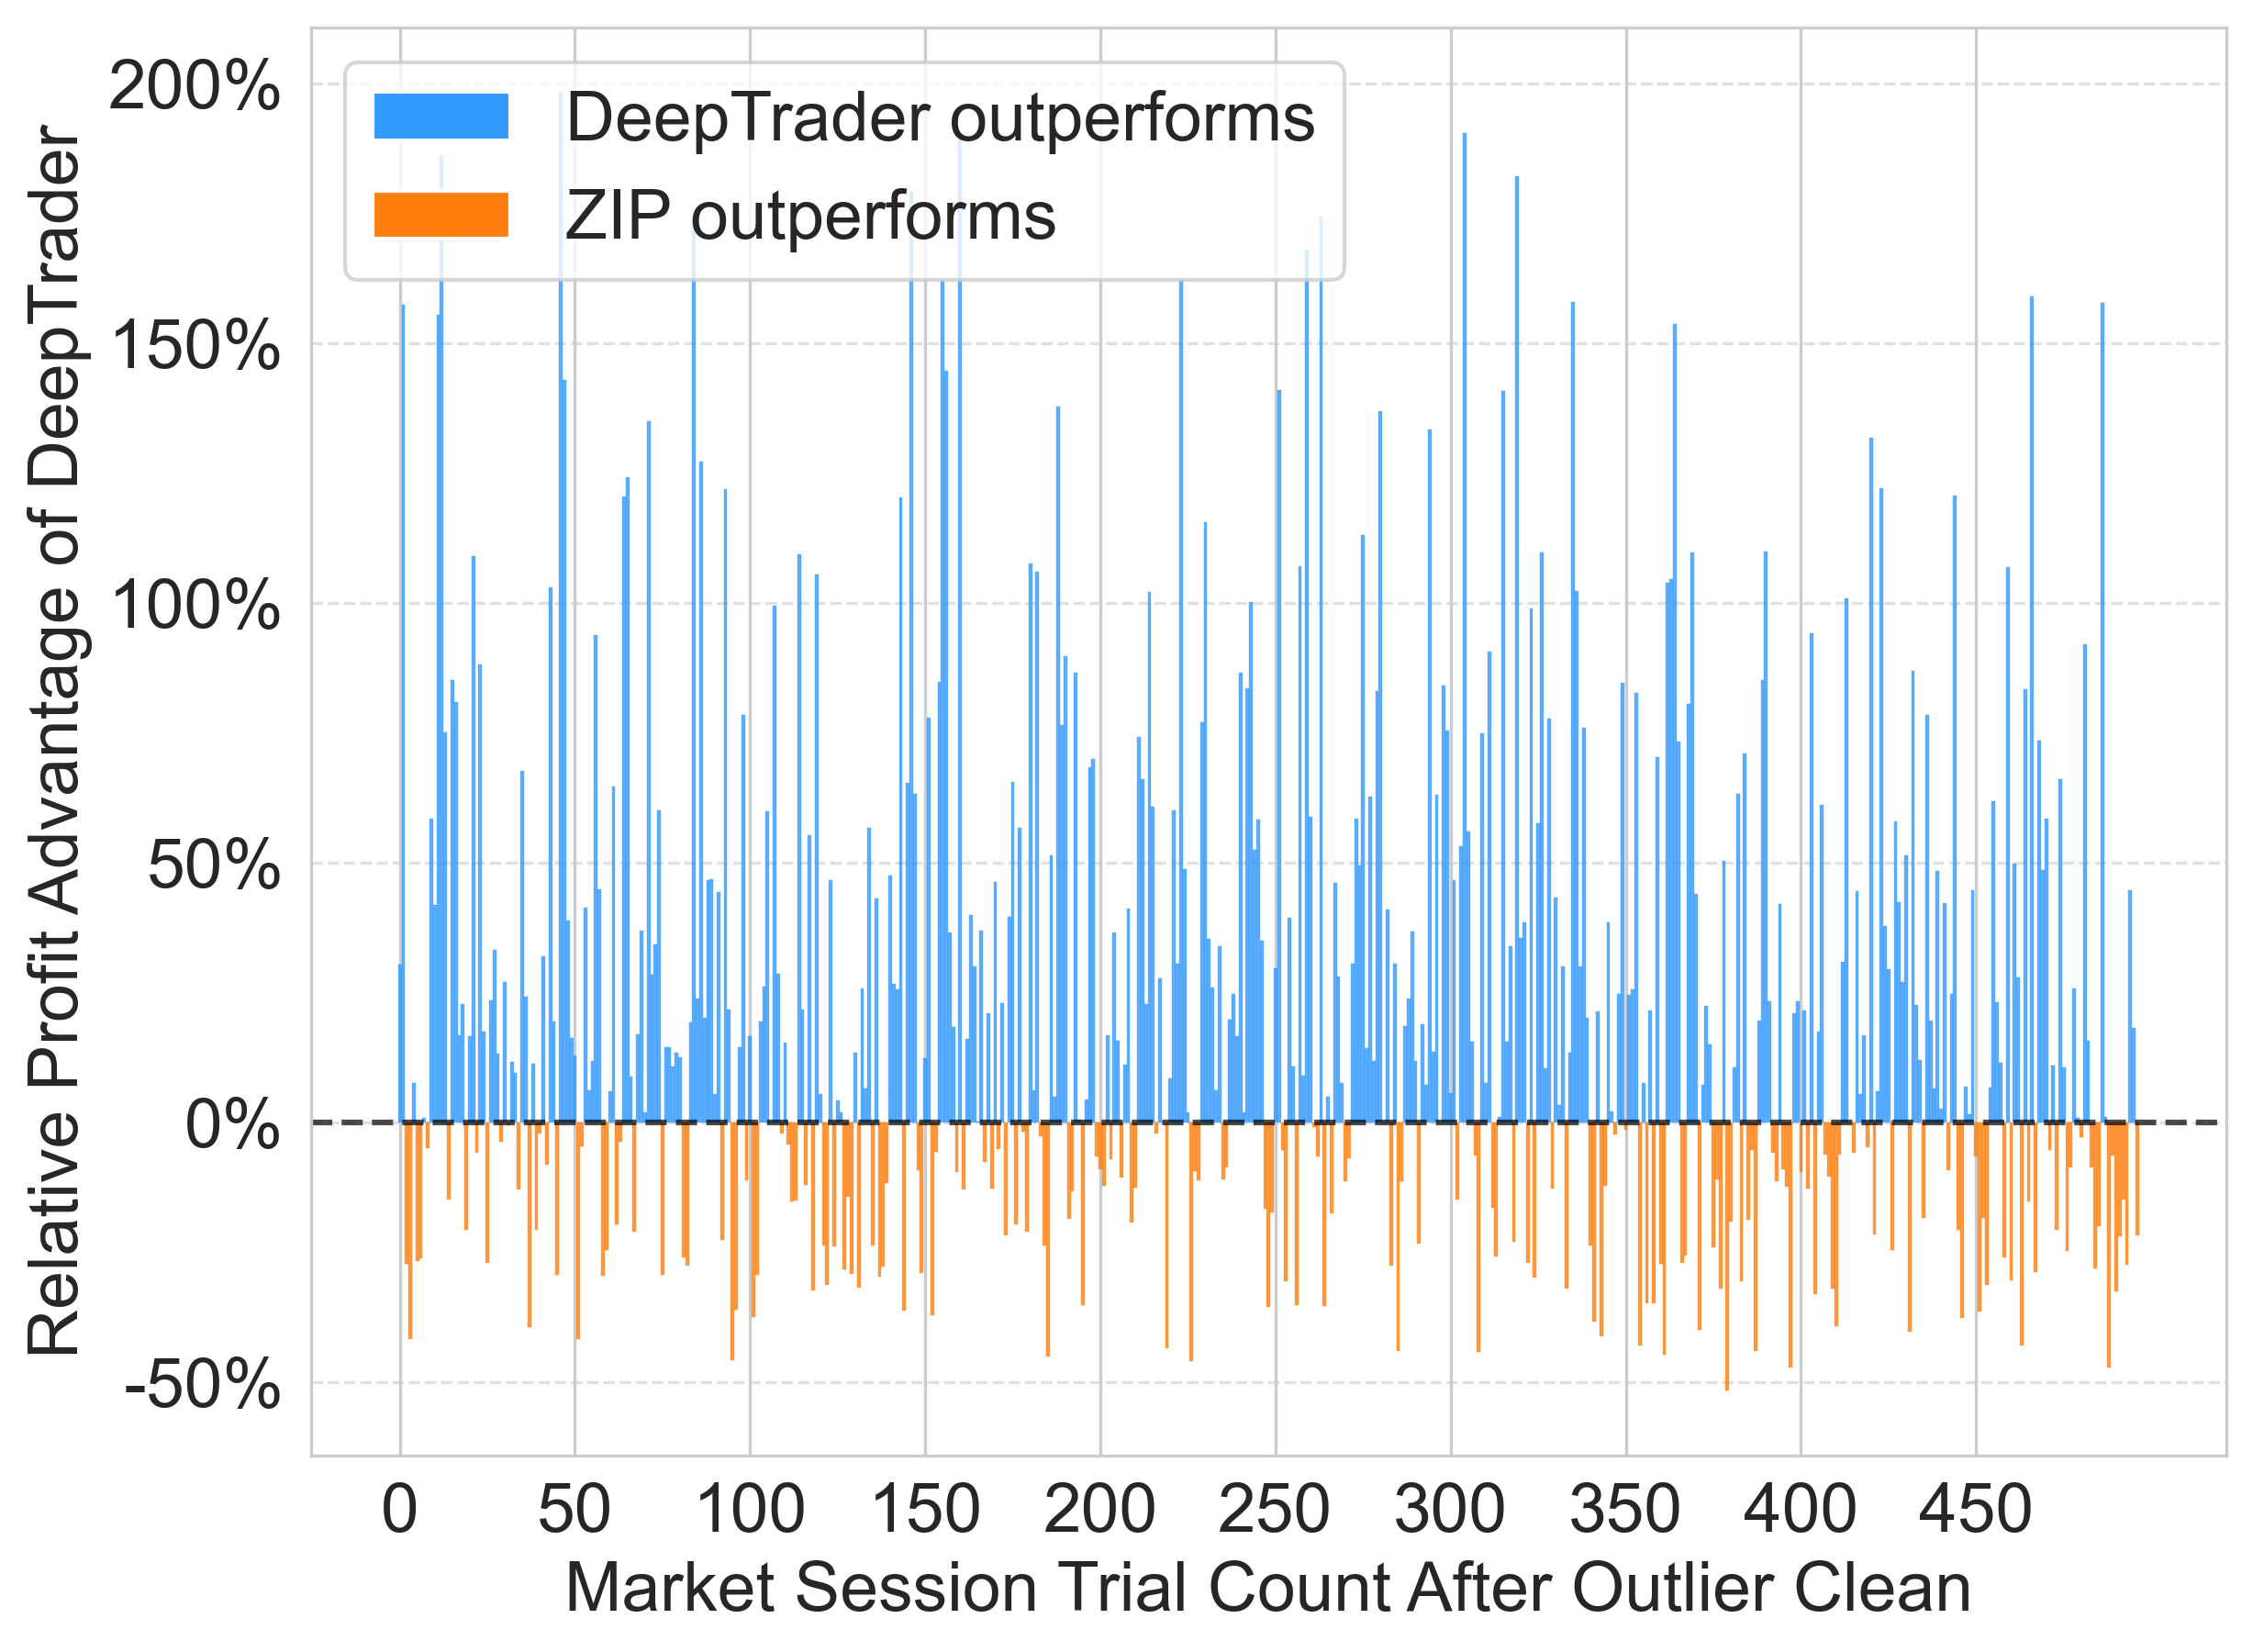 Relative Profit Advantage of DeepTrader
200%
150%
100%
50%
0%
-50%
DeepTrader outperforms
ZIP outperforms
0 50 100 150 200 250 300 350 400 450
Market Session Trial Count After Outlier Clean